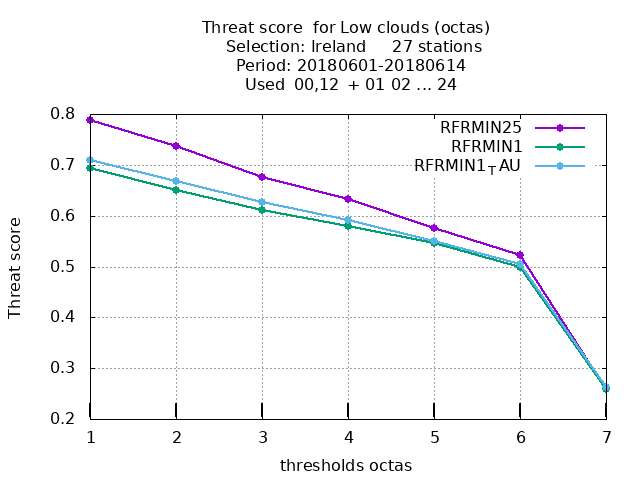 Threat score  for Low clouds (octas)
Selection: Ireland     27 stations
Period: 20180601-20180614
Used  00,12  + 01 02 ... 24
RFRMIN25
RFRMIN1
RFRMIN1TAU
0.8
0.7
0.6
0.5
0.4
0.3
0.2
Threat score
1 2 3 4 5 6 7
thresholds octas